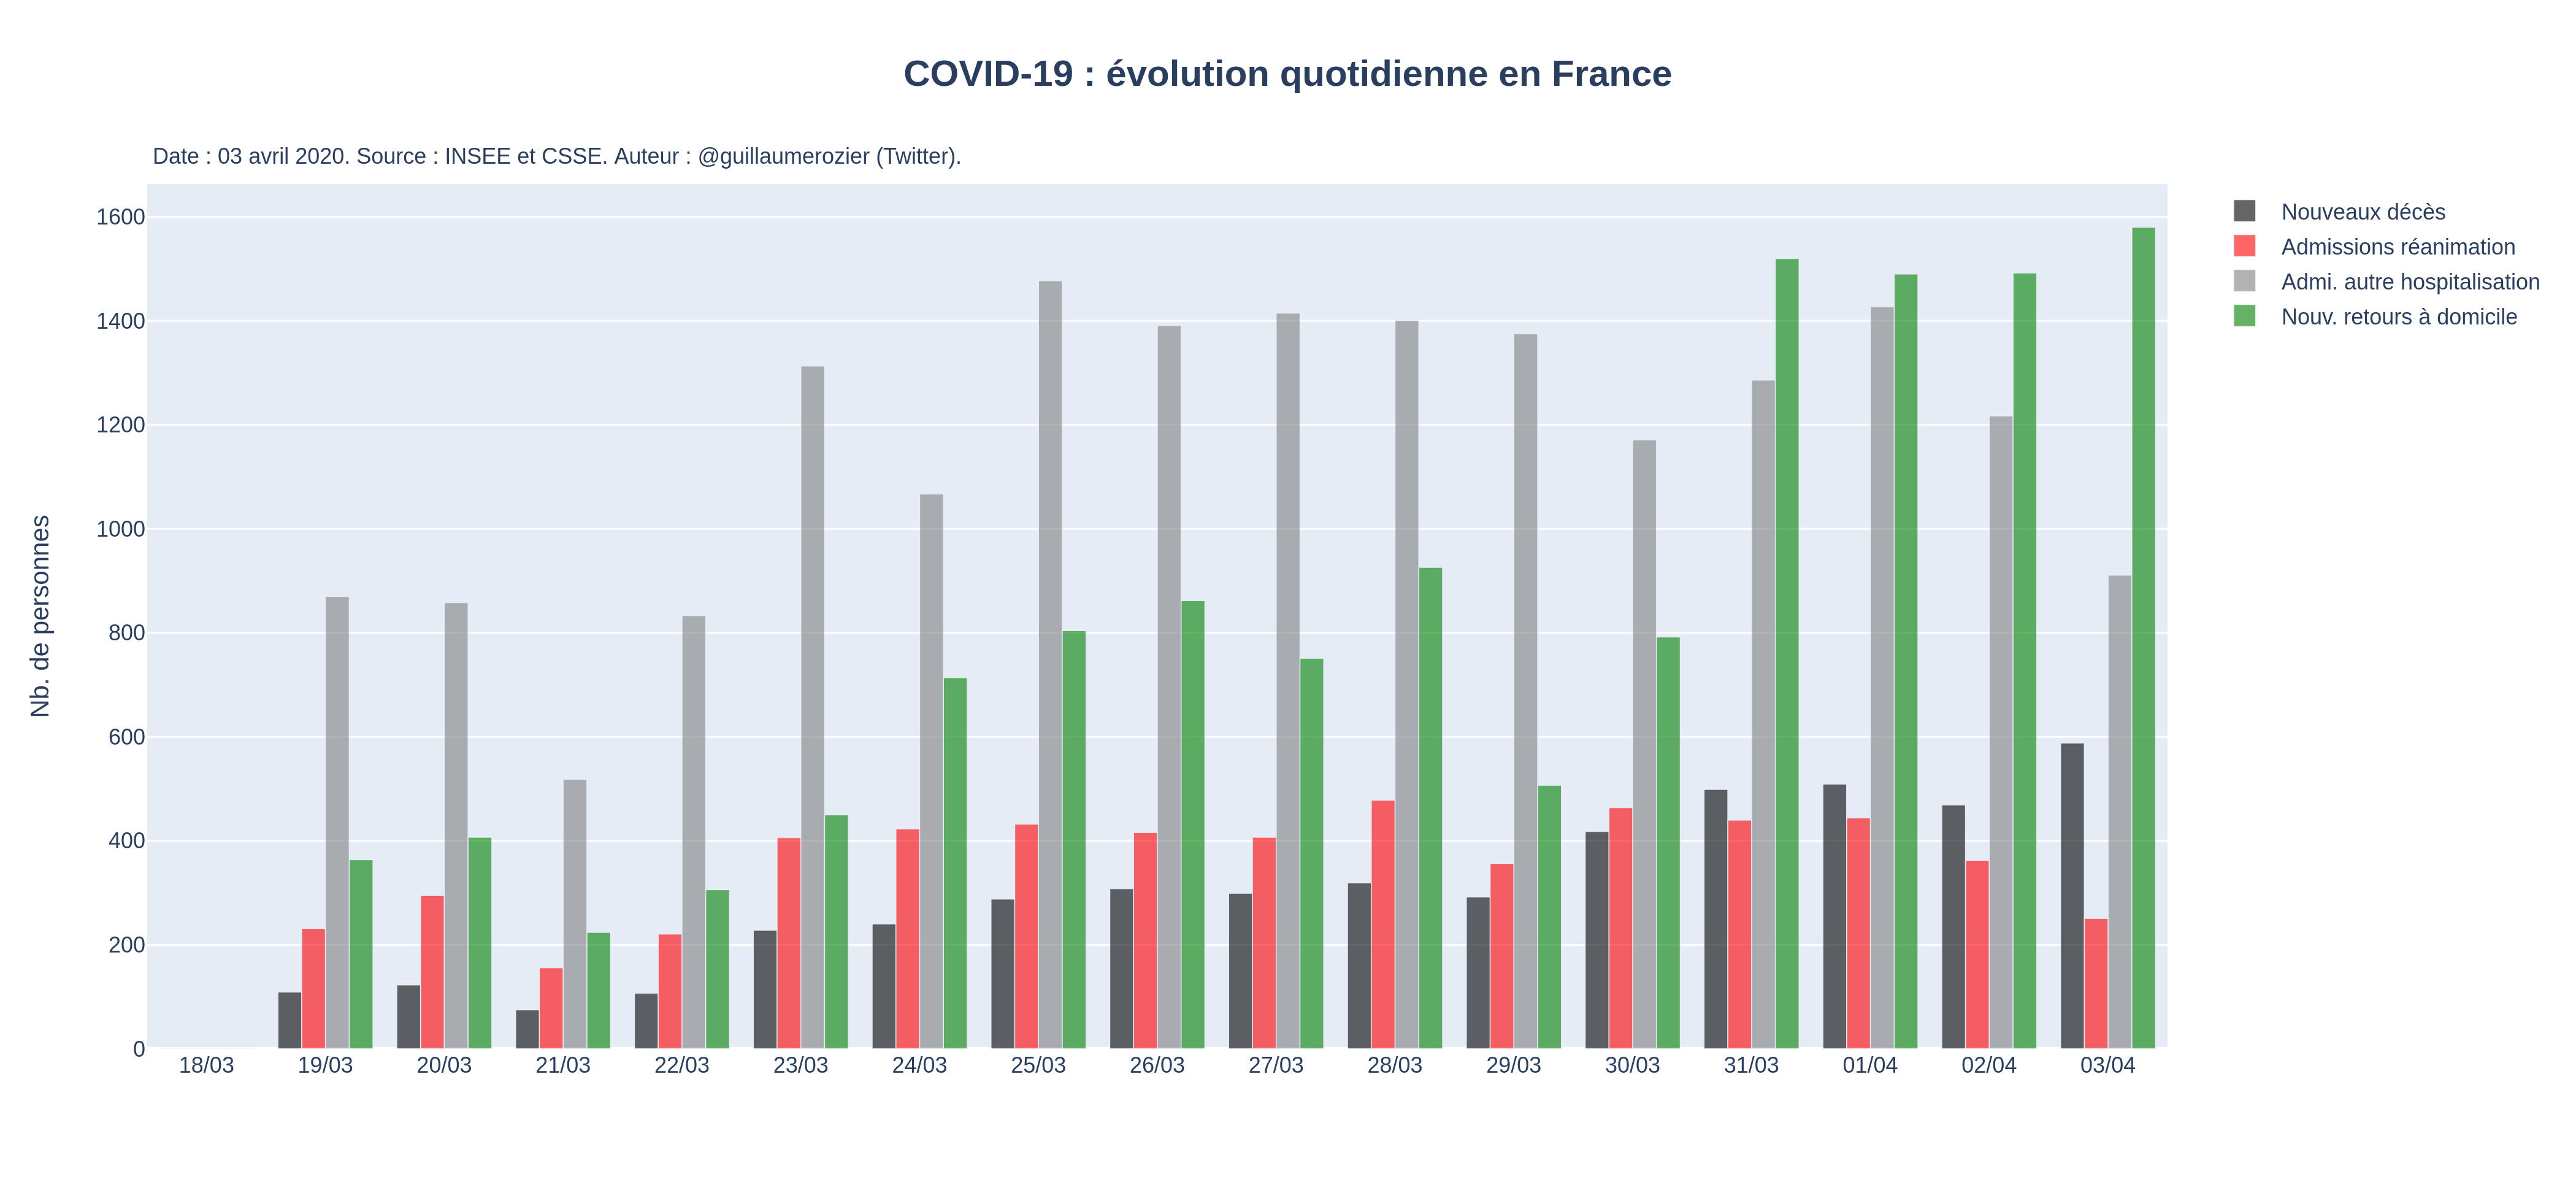 COVID-19 : évolution quotidienne en France
Date : 03 avril 2020. Source : INSEE et CSSE. Auteur : @guillaumerozier (Twitter).
Nouveaux décès
Admissions réanimation
Admi. autre hospitalisation
Nouv. retours à domicile
Nb. de personnes
1600
1400
1200
1000
800
600
400
200
0
18/03 19/03 20/03 21/03 22/03 23/03 24/03 25/03 26/03 27/03 28/03 29/03 30/03 31/03 01/04 02/04 03/04